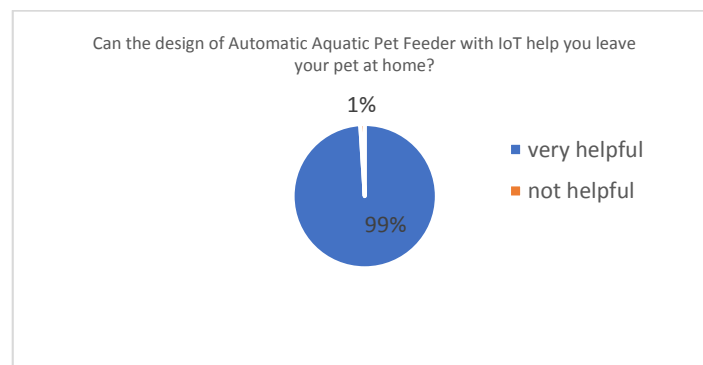 Can the design of Automatic Aquatic Pet Feeder with IoT help you leave
your pet at home?
1%
very helpful
not helpful
99%